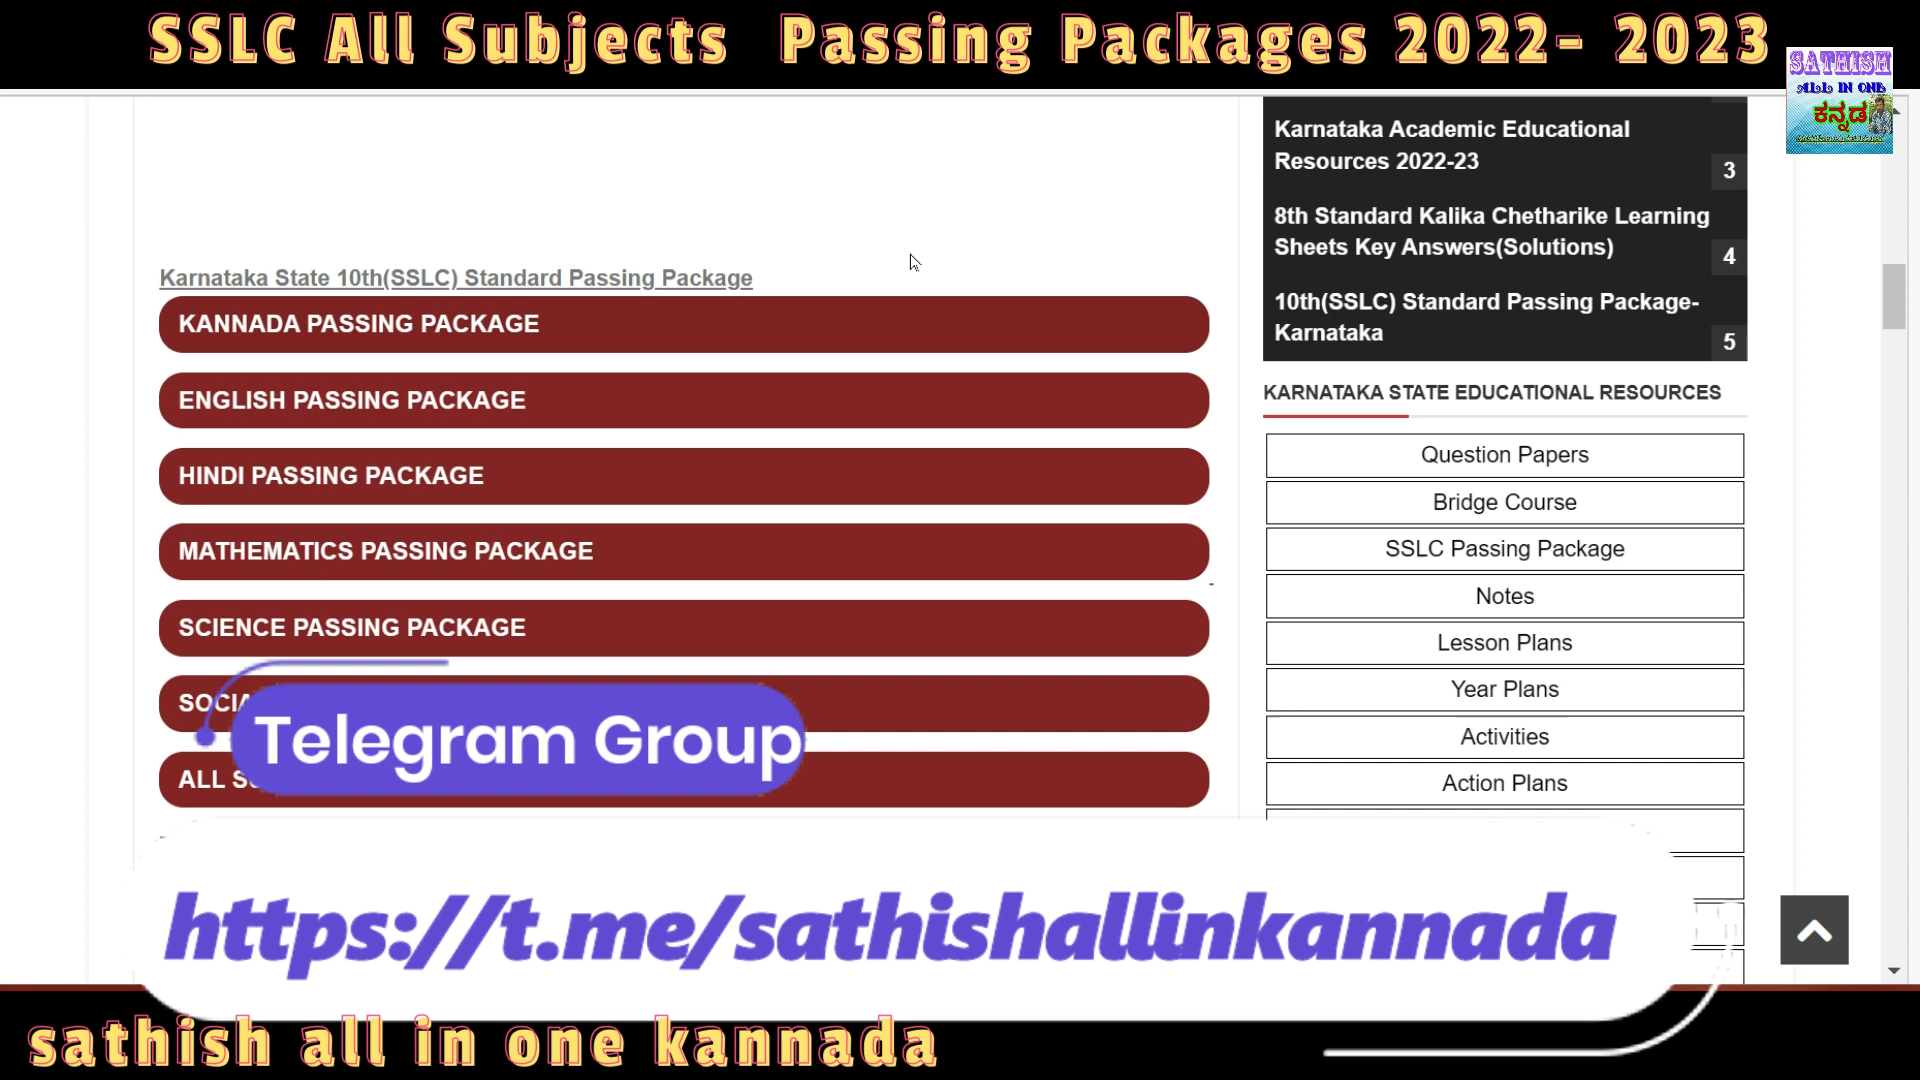 SSLC All Subjects Passing Packages 2022- 2023
SATHISH
ALL IN ONE
ಕನ್ನಡ
Karnataka Academic Educational
Resources 2022-23
3
8th Standard Kalika Chetharike Learning
Sheets Key Answers(Solutions)
4
10th(SSLC) Standard Passing Package-
Karnataka
5
Karnataka State 10th(SSLC) Standard Passing Package
KANNADA PASSING PACKAGE
ENGLISH PASSING PACKAGE
HINDI PASSING PACKAGE
MATHEMATICS PASSING PACKAGE
SCIENCE PASSING PACKAGE
SOCIA
ALL S
KARNATAKA STATE EDUCATIONAL RESOURCES
Question Papers
Bridge Course
SSLC Passing Package
Notes
Lesson Plans
Year Plans
Activities
Action Plans
Telegram Group
https://t.me/sathishallinkannada
sathish all in one kannada